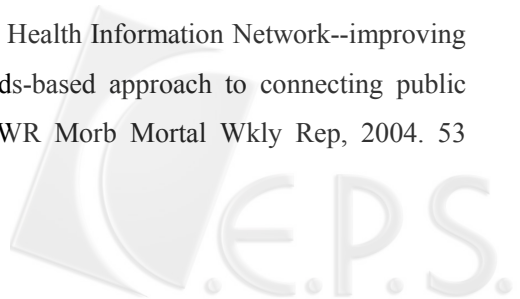 Health Information Network--improving
ds-based approach to connecting public
WR Morb Mortal Wkly Rep, 2004. 53
C.E.P.S.